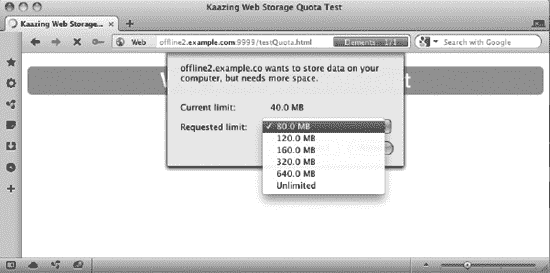 Kaazing Web Storage Quota Test
Kaazing Web Storage...
Web
offline2.example.com:9999/testQuota.html
Elements: 1/1
Search with Google
offline2.example.co wants to store data on your
computer, but needs more space.
Current limit: 40.0 MB
Requested limit:
✓ 80.0 MB
120.0 MB
160.0 MB
320.0 MB
640.0 MB
Unlimited